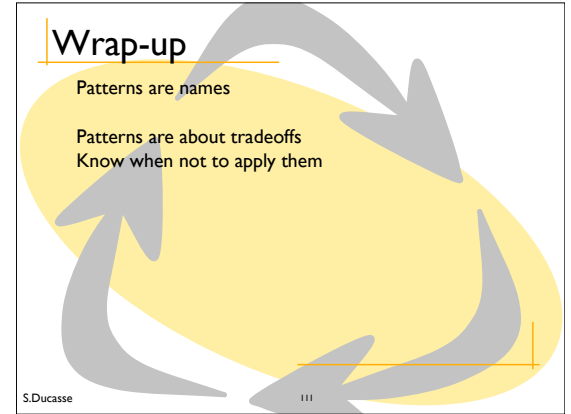 Wrap-up
Patterns are names
Patterns are about tradeoffs
Know when not to apply them
S.Ducasse
111